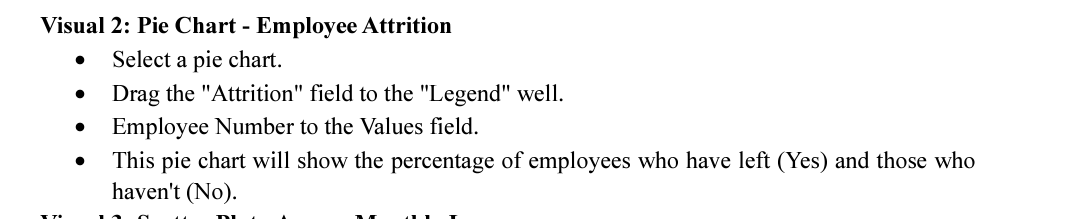 Visual 2: Pie Chart - Employee Attrition
• Select a pie chart.
• Drag the "Attrition" field to the "Legend" well.
• Employee Number to the Values field.
• This pie chart will show the percentage of employees who have left (Yes) and those who
haven't (No).